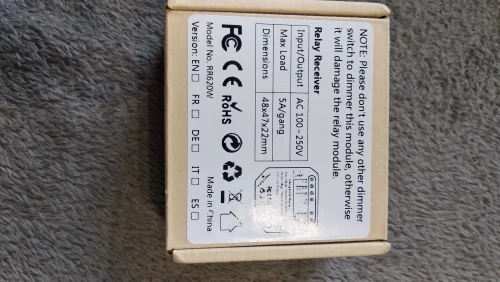 NOTE: Please don't use any other dimmer
switch to dimmer this module, otherwise
it will damage the relay module.
Relay Receiver
Input/Output AC 100~250V
Max Load 5A/gang
Dimensions 48x47x22mm
FC CE RoHS
Model No: RR620W Made in China
Version: EN FR DE IT ES